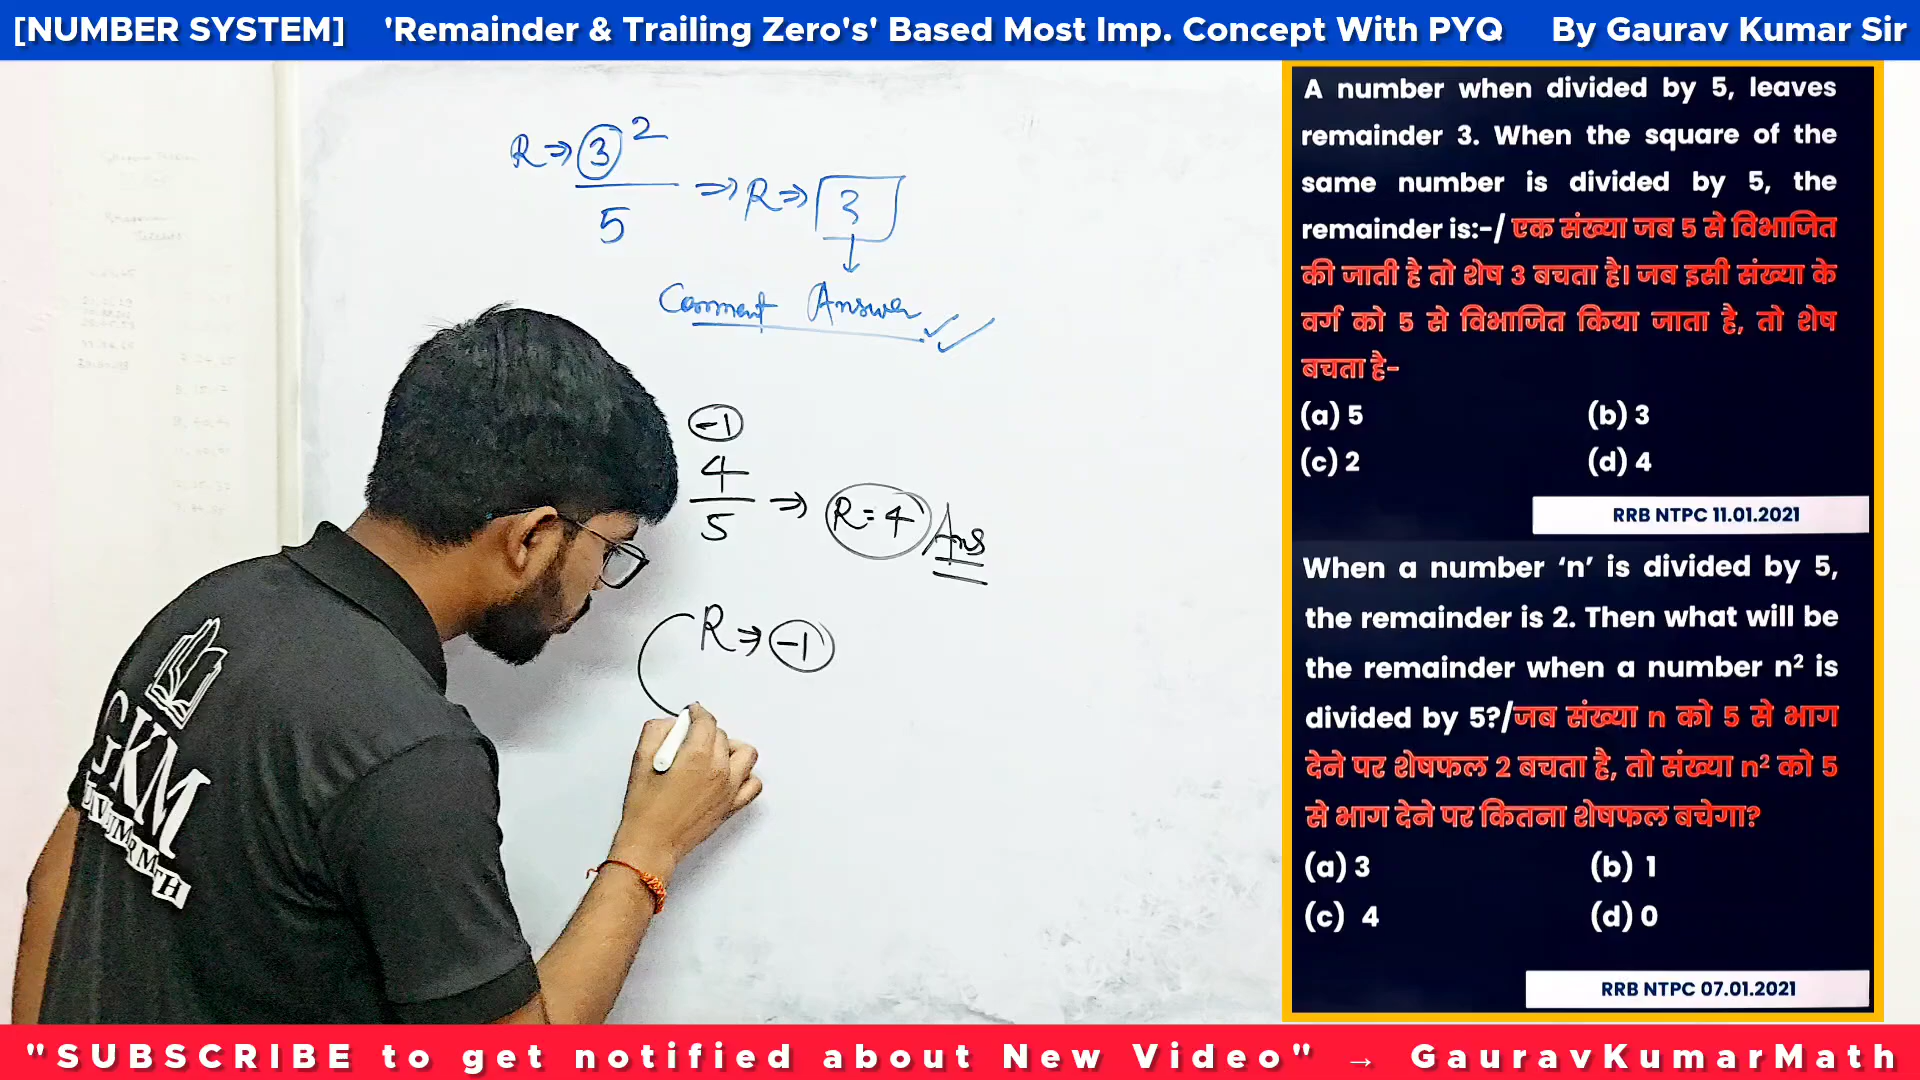 [NUMBER SYSTEM] 'Remainder & Trailing Zero's' Based Most Imp. Concept With PYQ By Gaurav Kumar Sir
R ⇒ 3²
5
⇒ R ⇒ ?
Comment Answer
-1
4
5
⇒ R = 4 Ans
R ⇒ -1
GKM
A number when divided by 5, leaves
remainder 3. When the square of the
same number is divided by 5, the
remainder is:-/ एक संख्या जब 5 से विभाजित
की जाती है तो शेष 3 बचता है। जब इसी संख्या के
वर्ग को 5 से विभाजित किया जाता है, तो शेष
बचता है-
(a) 5 (b) 3
(c) 2 (d) 4
RRB NTPC 11.01.2021
When a number ‘n’ is divided by 5,
the remainder is 2. Then what will be
the remainder when a number n² is
divided by 5?/जब संख्या n को 5 से भाग
देने पर शेषफल 2 बचता है, तो संख्या n² को 5
से भाग देने पर कितना शेषफल बचेगा?
(a) 3 (b) 1
(c) 4 (d) 0
RRB NTPC 07.01.2021
"SUBSCRIBE to get notified about New Video" → GauravKumarMath